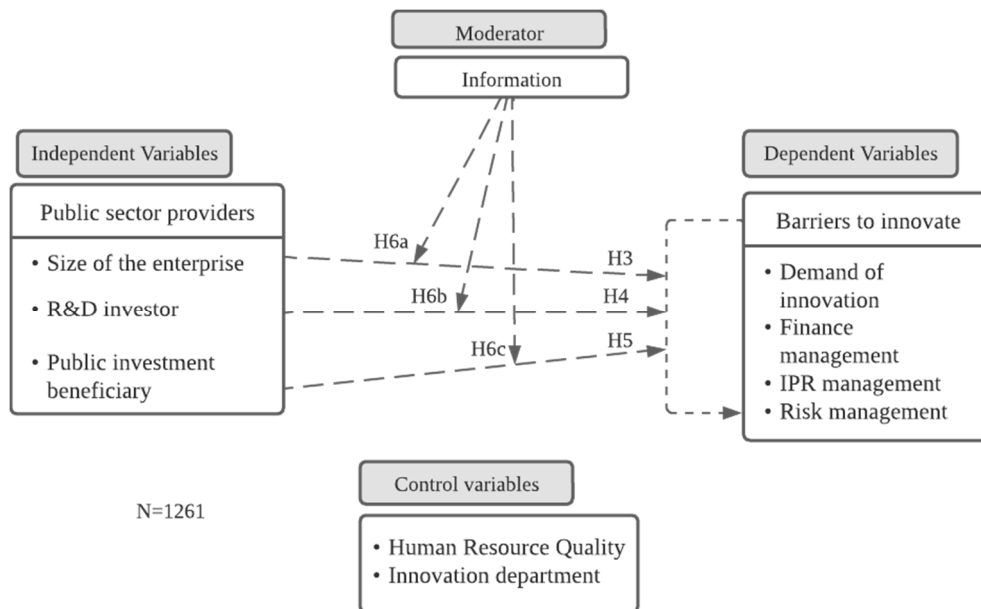 Moderator
Information
Independent Variables
Dependent Variables
Public sector providers
• Size of the enterprise
• R&D investor
• Public investment
beneficiary
H6a
H6b
H6c
H3
H4
H5
Barriers to innovate
• Demand of
innovation
• Finance
management
• IPR management
• Risk management
Control variables
N=1261
• Human Resource Quality
• Innovation department